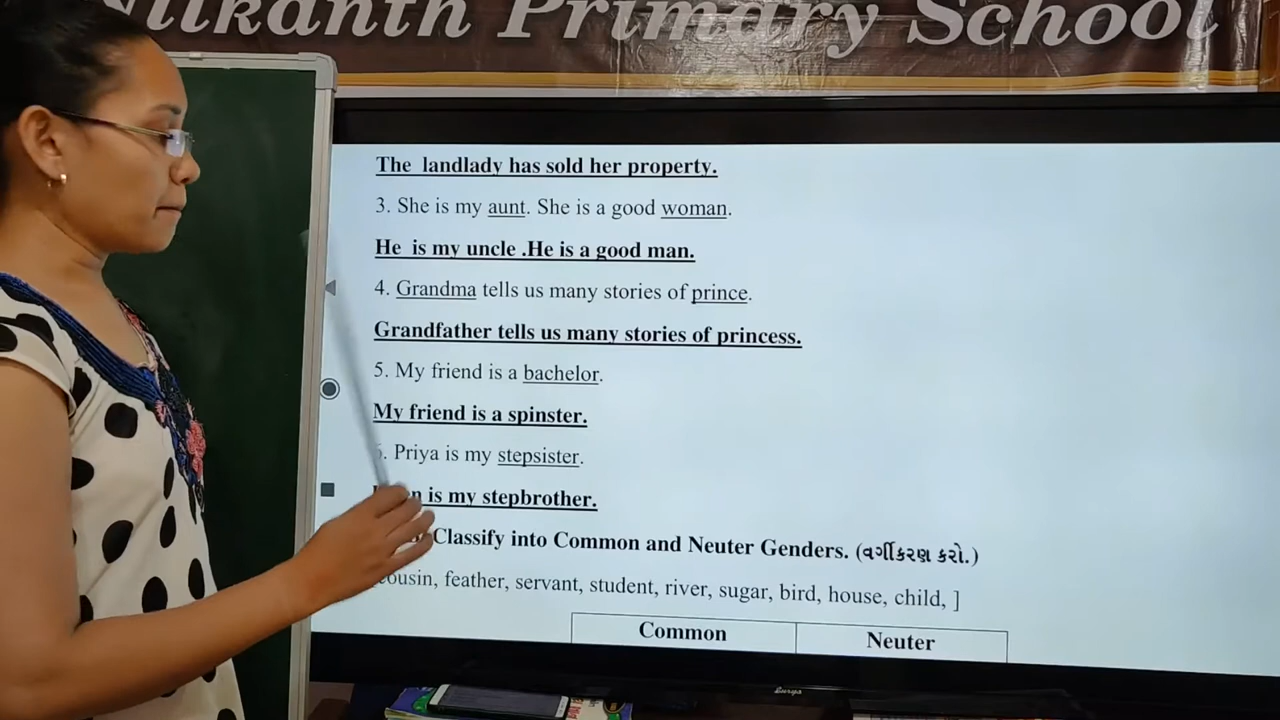 Nilkanth Primary School
The landlady has sold her property.
3. She is my aunt. She is a good woman.
He is my uncle .He is a good man.
4. Grandma tells us many stories of prince.
Grandfather tells us many stories of princess.
5. My friend is a bachelor.
My friend is a spinster.
6. Priya is my stepsister.
is my stepbrother.
Classify into Common and Neuter Genders. (વર્ગીકરણ કરો.)
cousin, feather, servant, student, river, sugar, bird, house, child, ]
Common Neuter